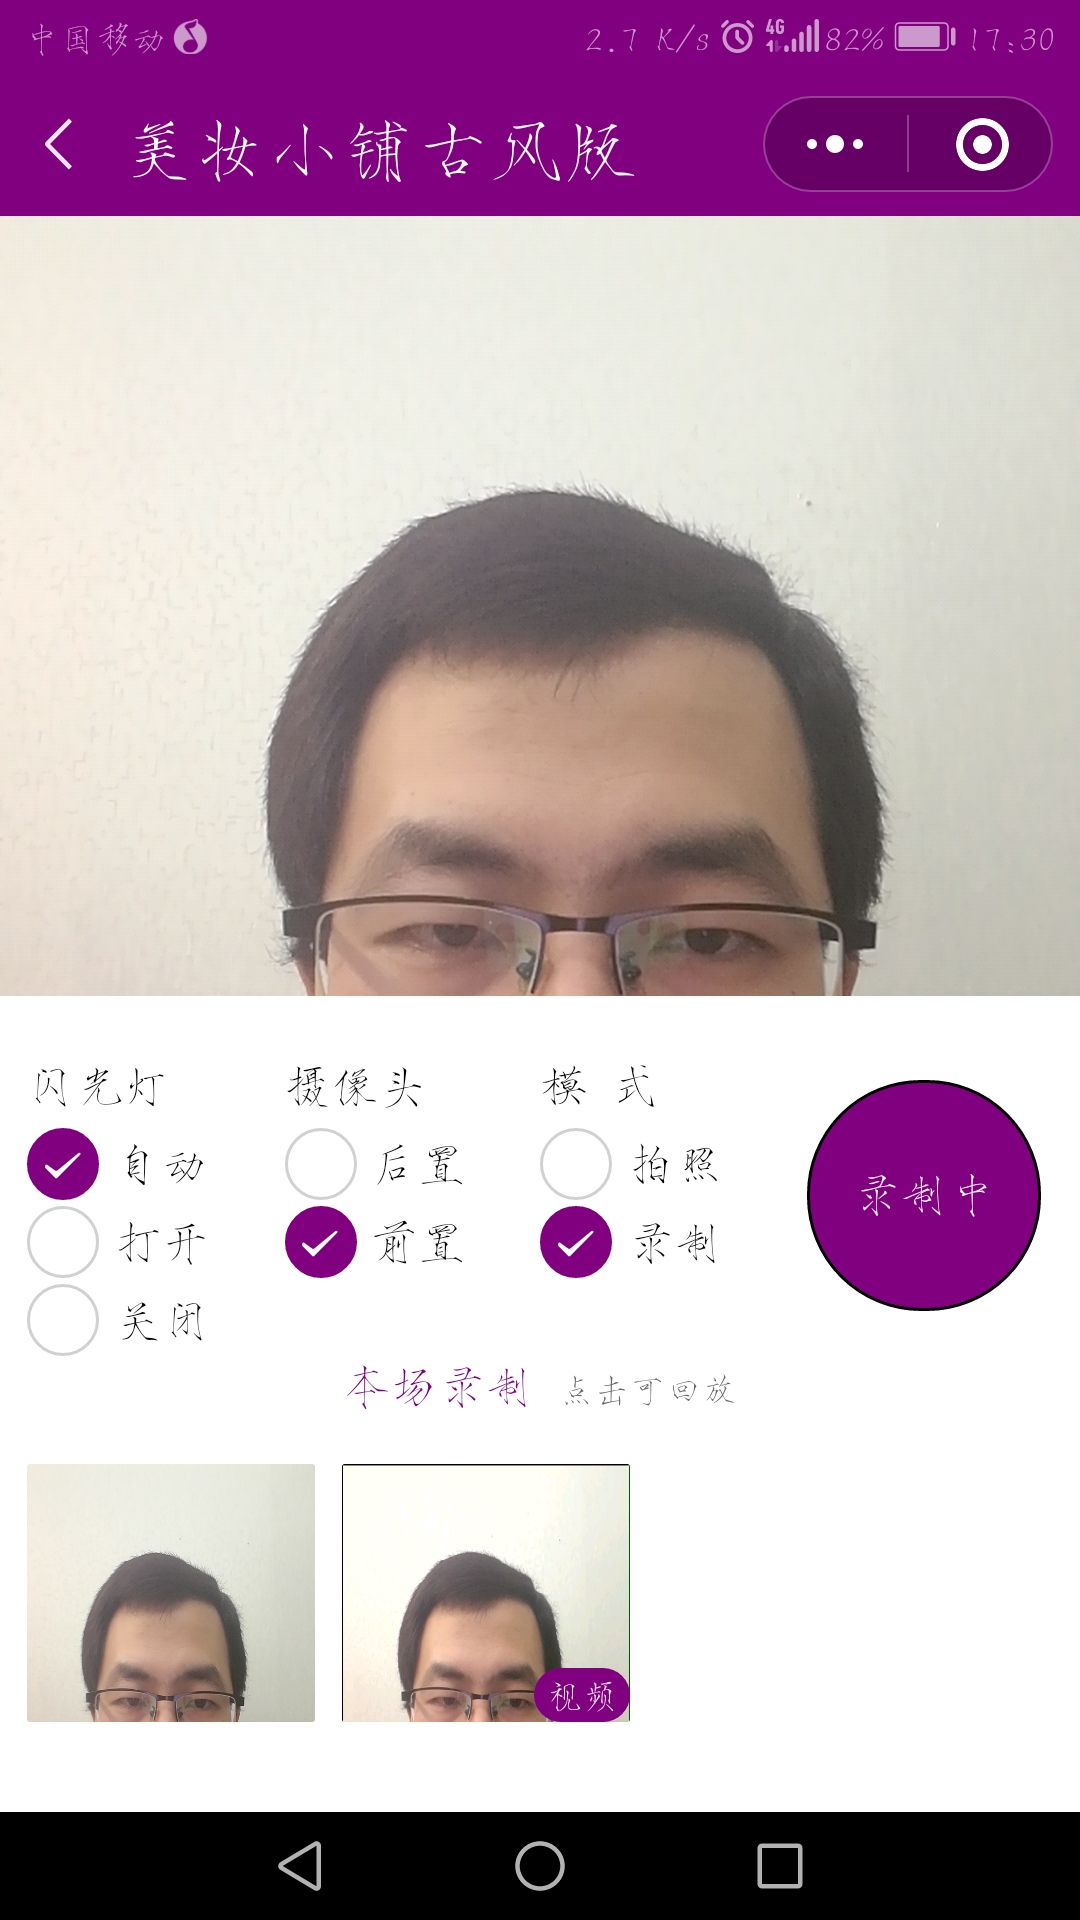 中国移动 2.7 K/s 4G 82% 17:30
美妆小铺古风版
闪光灯 摄像头 模 式
自动 后置 拍照
打开 前置 录制
关闭
录制中
本场录制 点击可回放
视频